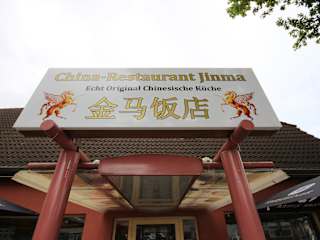 China-Restaurant Jinma
Echt Original Chinesische Küche
金马饭店